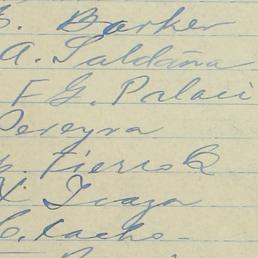 Barker
A. Saldaña
F G. Palaci
Pereyra
Fierro R
Icaza